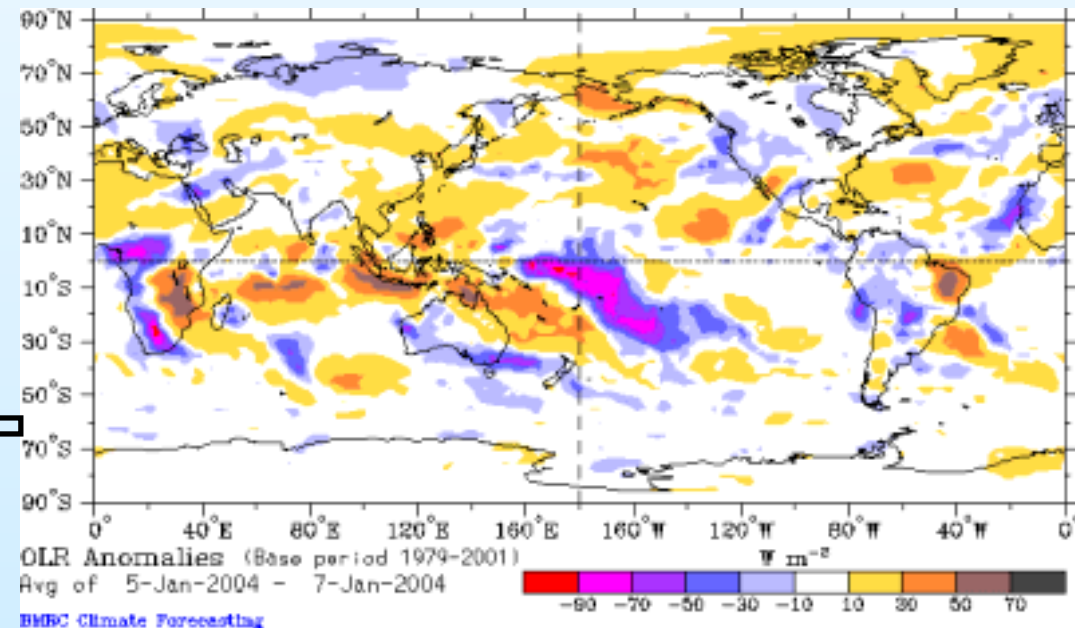 90°N
70°N
50°N
30°N
10°N
0°
10°S
30°S
50°S
70°S
90°S
0° 40°E 80°E 120°E 160°E 160°W 120°W 80°W 40°W 0°
OLR Anomalies (Base period 1979-2001)
W m⁻²
Avg of 5-Jan-2004 - 7-Jan-2004
-90 -70 -50 -30 -10 10 30 50 70
BMRC Climate Forecasting